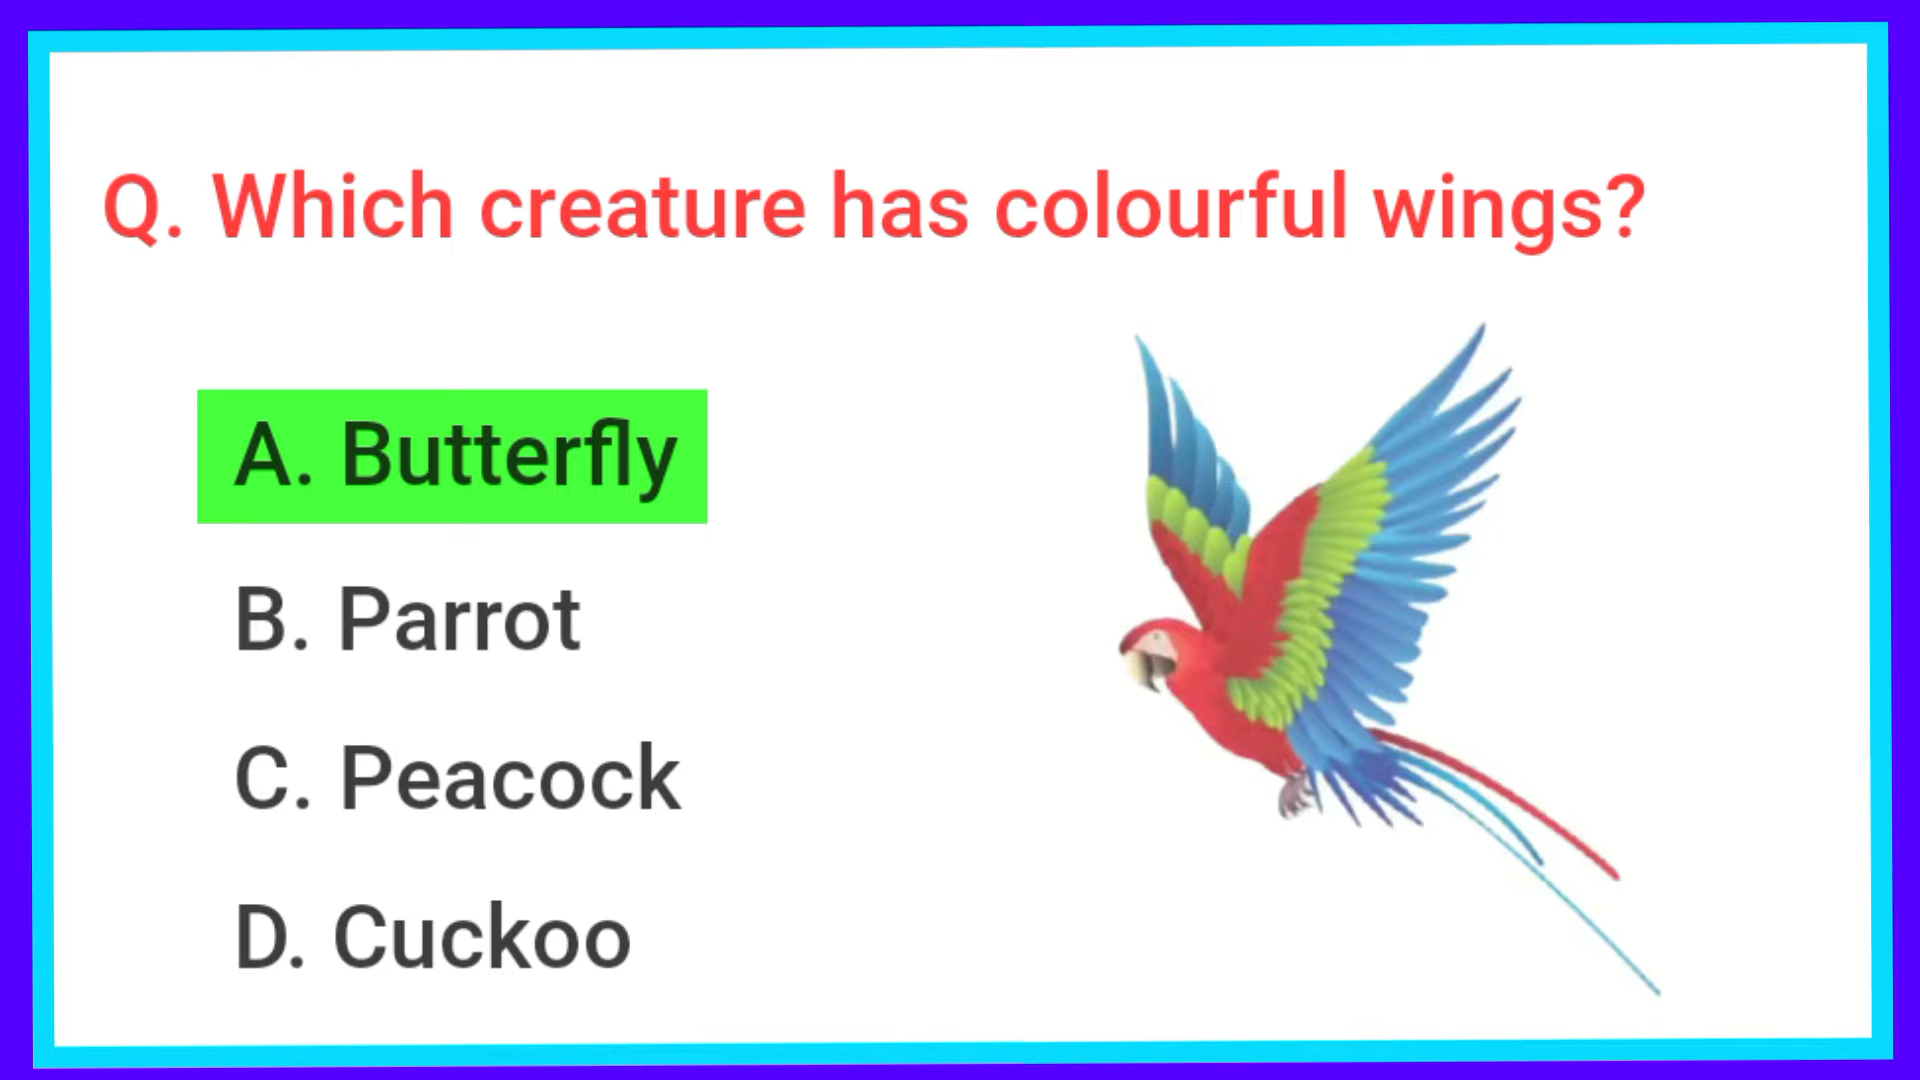 Q. Which creature has colourful wings?
A. Butterfly
B. Parrot
C. Peacock
D. Cuckoo